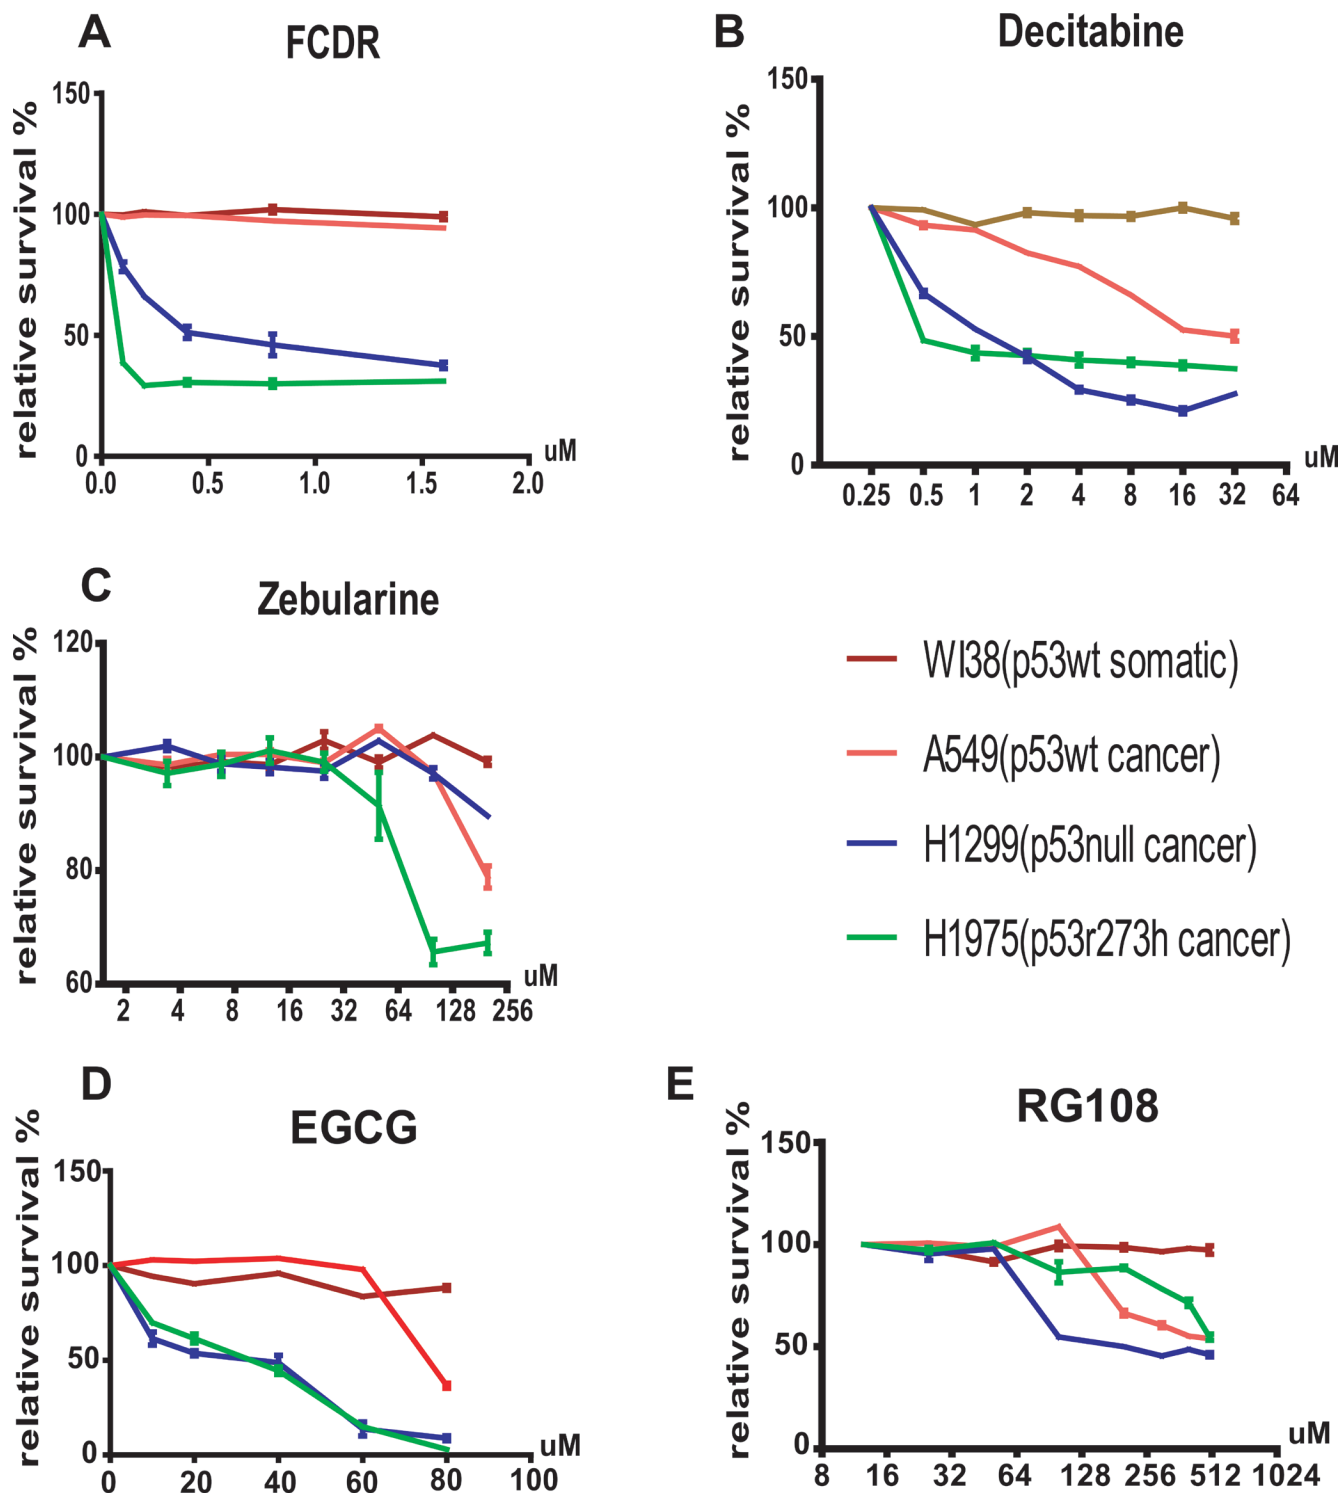 A
FCDR
relative survival %
150
100
50
0
0.0 0.5 1.0 1.5 2.0
uM
B
Decitabine
relative survival %
150
100
50
0
0.25 0.5 1 2 4 8 16 32 64
uM
C
Zebularine
relative survival %
120
100
80
60
2 4 8 16 32 64 128 256
uM
WI38(p53wt somatic)
A549(p53wt cancer)
H1299(p53null cancer)
H1975(p53r273h cancer)
D
EGCG
relative survival %
150
100
50
0
0 20 40 60 80 100
uM
E
RG108
relative survival %
150
100
50
0
8 16 32 64 128 256 512 1024
uM